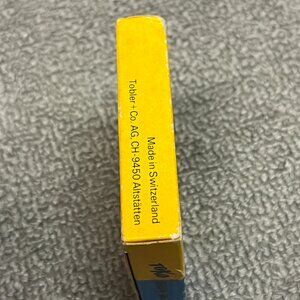 Made in Switzerland
Tobler+Co. AG, CH-9450 Altstätten